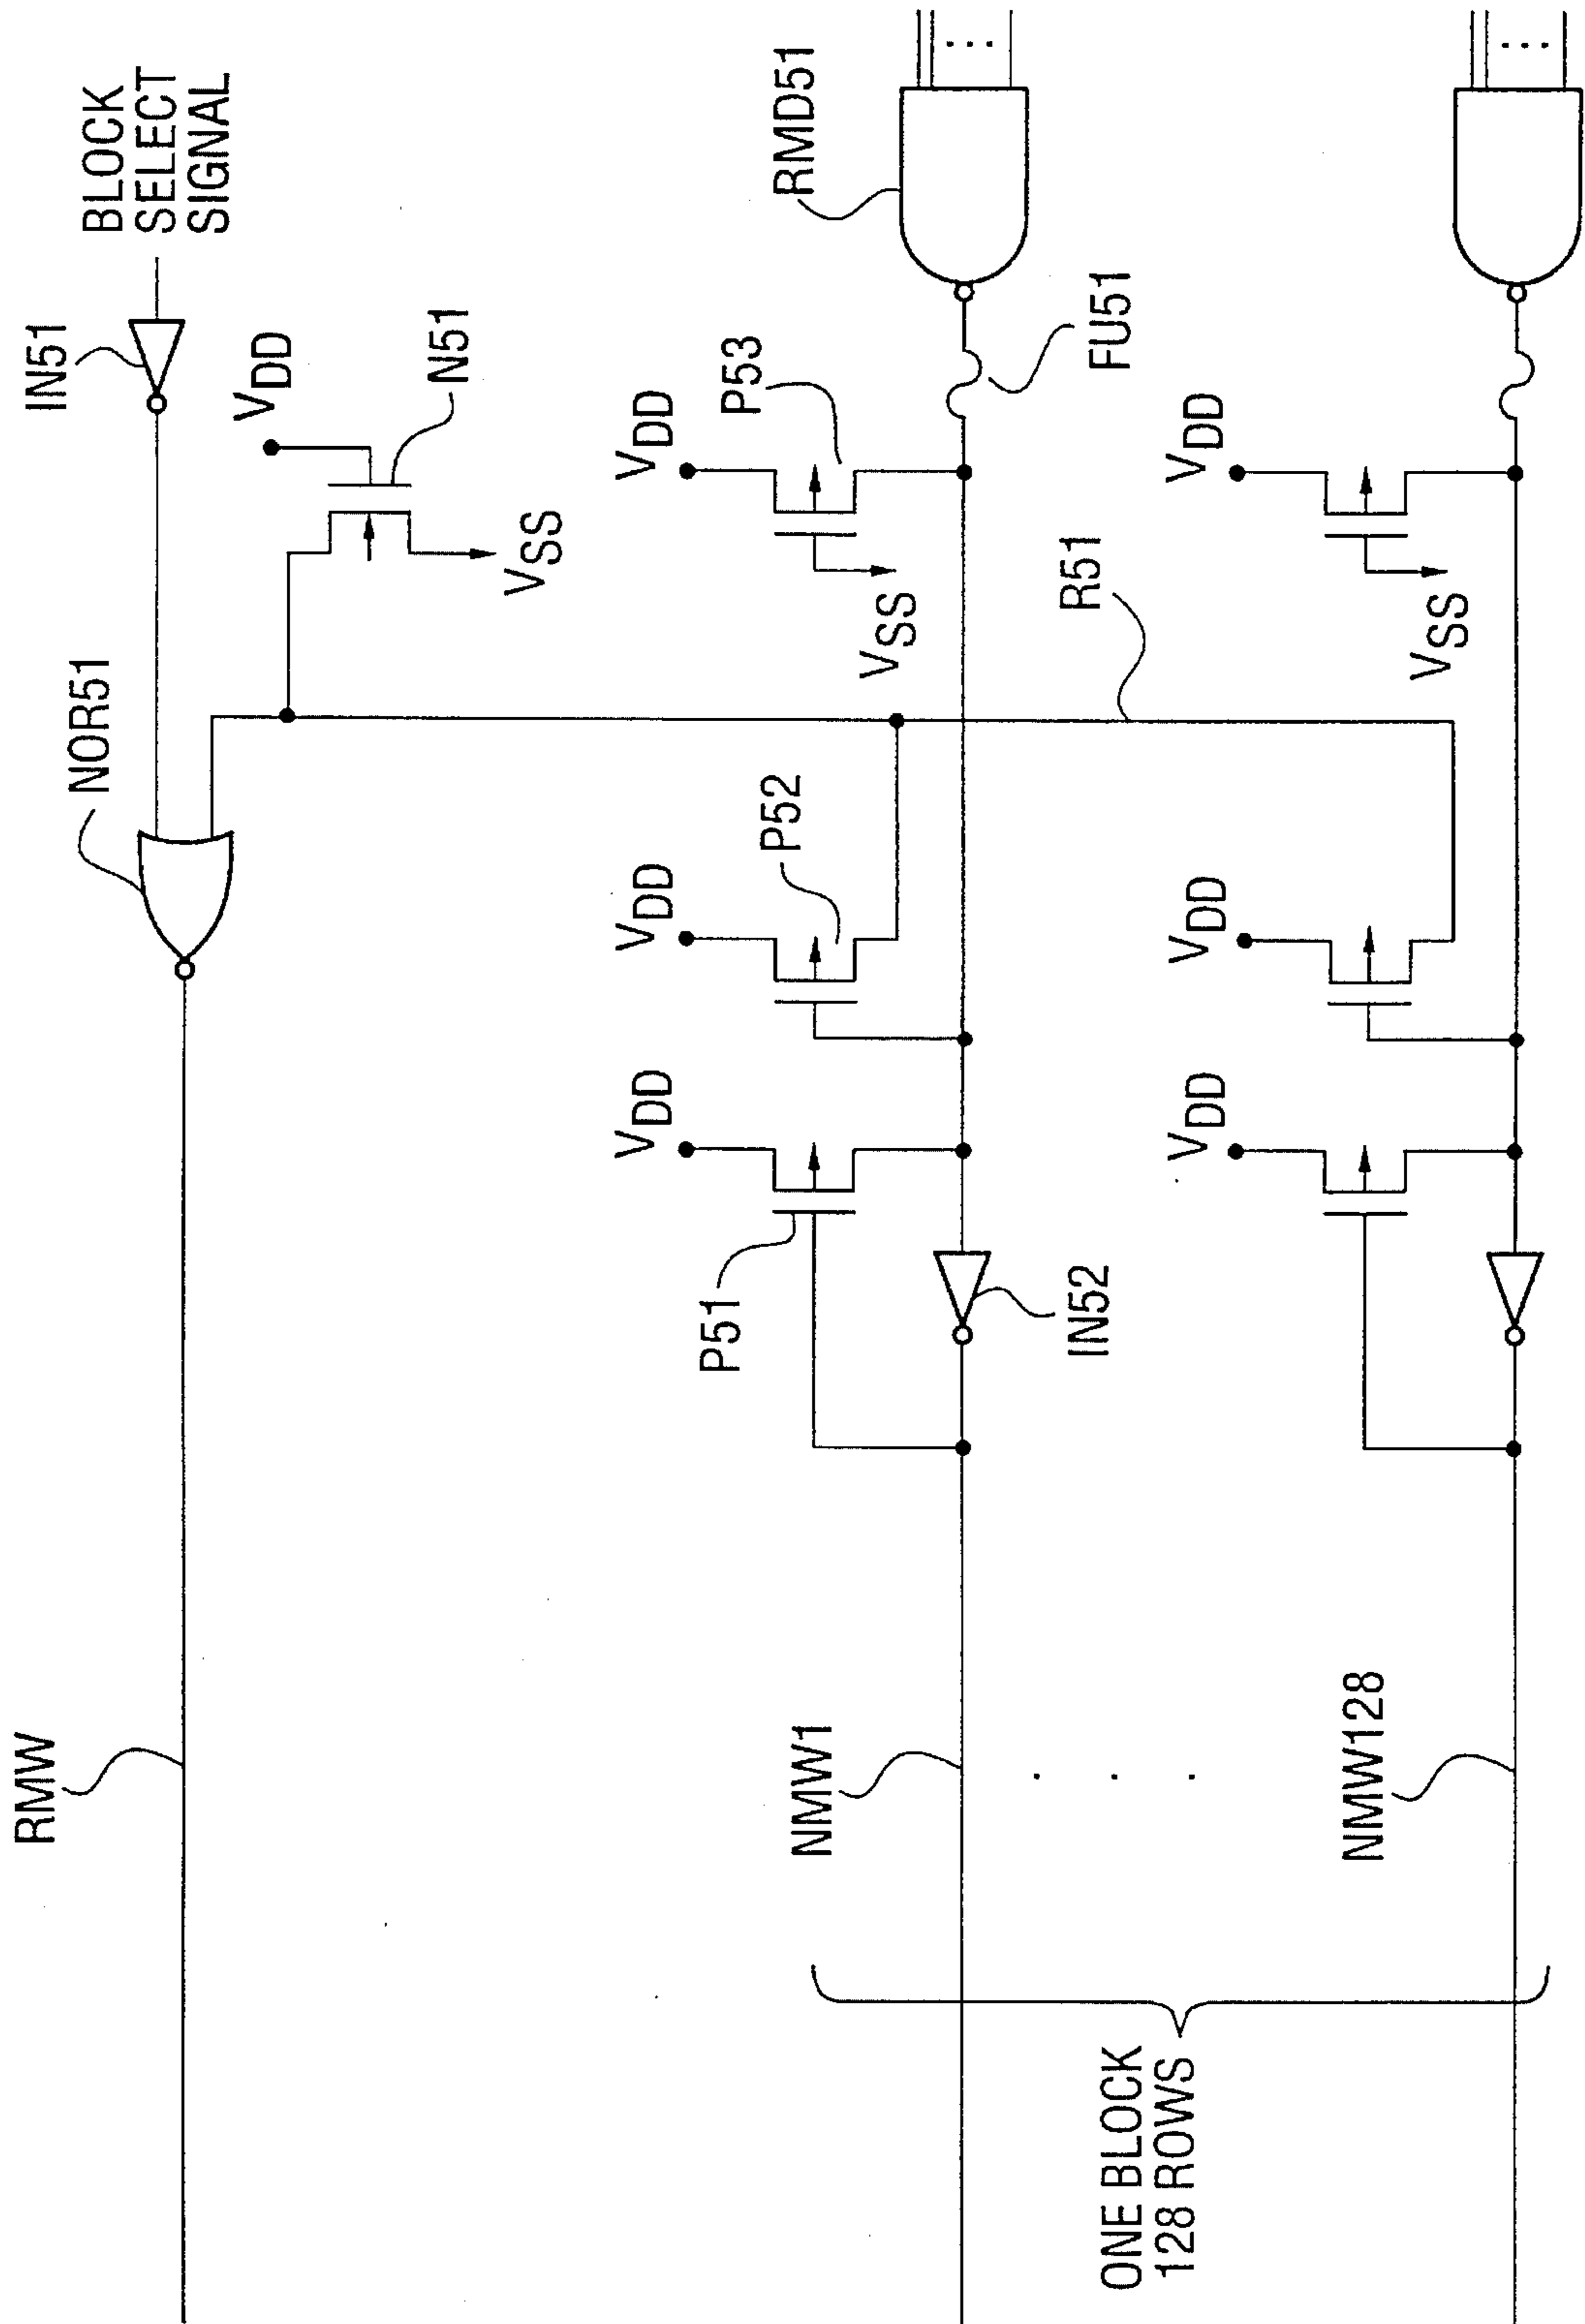 BLOCK
SELECT
SIGNAL
IN51
VDD
N51
VSS
NOR51
RMW
RMD51
FU51
P53
VDD
VSS
R51
P52
VDD
VDD
P51
IN52
NMW1
VDD
VSS
VDD
VDD
NMW128
ONE BLOCK
128 ROWS